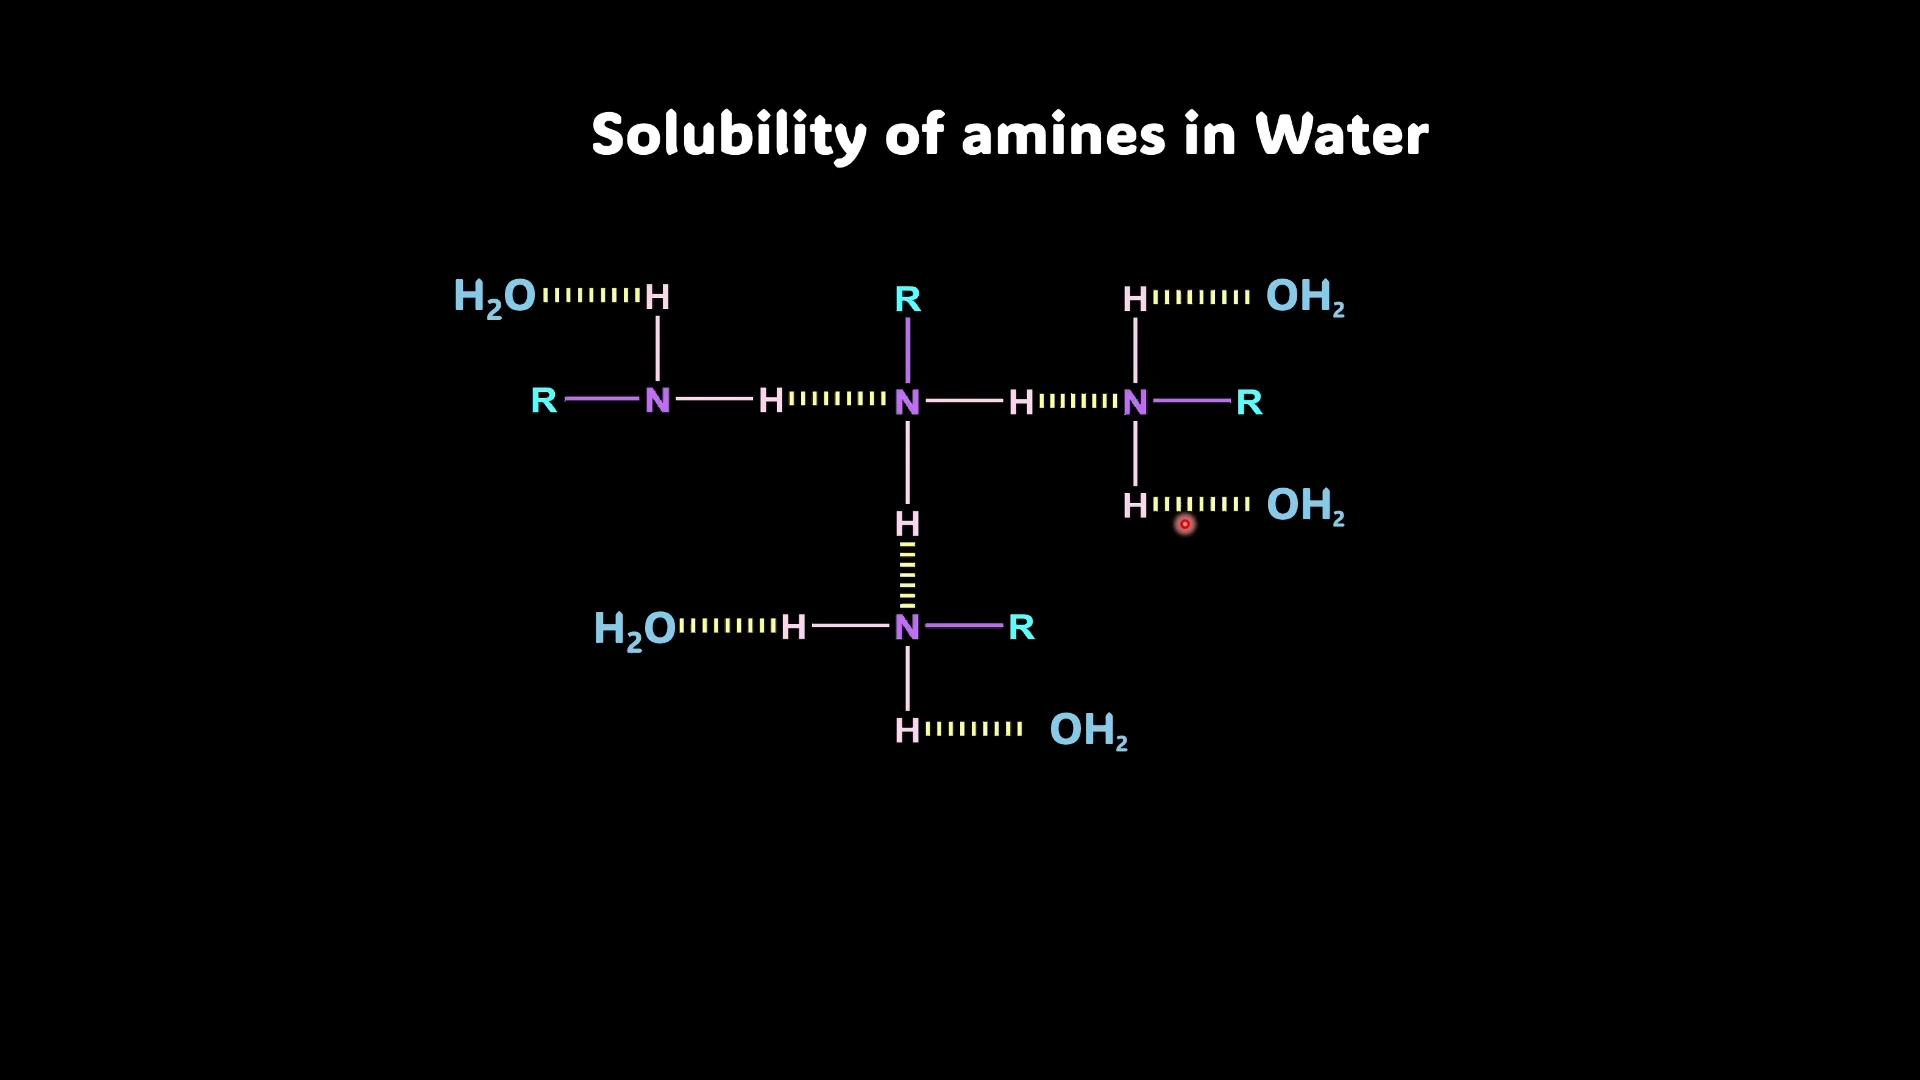 Solubility of amines in Water
H₂O H R H OH₂
R N H N H N R
H H OH₂
H₂O H N R
H OH₂